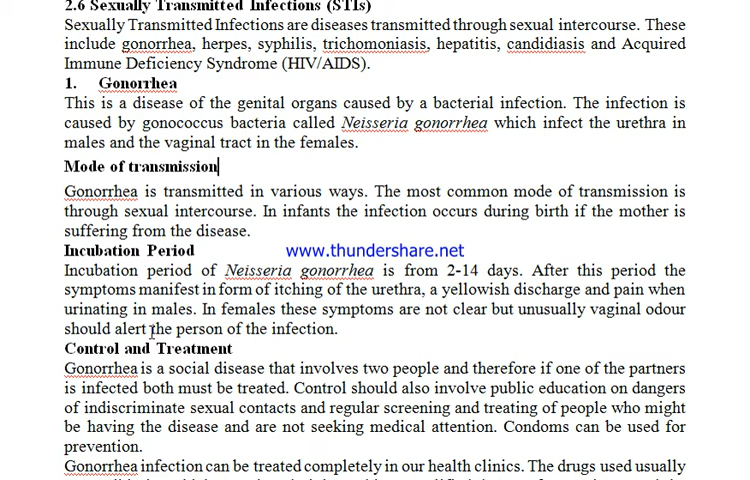 2.6 Sexually Transmitted Infections (STIs)
Sexually Transmitted Infections are diseases transmitted through sexual intercourse. These
include gonorrhea, herpes, syphilis, trichomoniasis, hepatitis, candidiasis and Acquired
Immune Deficiency Syndrome (HIV/AIDS).
1. Gonorrhea
This is a disease of the genital organs caused by a bacterial infection. The infection is
caused by gonococcus bacteria called Neisseria gonorrhea which infect the urethra in
males and the vaginal tract in the females.
Mode of transmission
Gonorrhea is transmitted in various ways. The most common mode of transmission is
through sexual intercourse. In infants the infection occurs during birth if the mother is
suffering from the disease.
Incubation Period
www.thundershare.net
Incubation period of Neisseria gonorrhea is from 2-14 days. After this period the
symptoms manifest in form of itching of the urethra, a yellowish discharge and pain when
urinating in males. In females these symptoms are not clear but unusually vaginal odour
should alert the person of the infection.
Control and Treatment
Gonorrhea is a social disease that involves two people and therefore if one of the partners
is infected both must be treated. Control should also involve public education on dangers
of indiscriminate sexual contacts and regular screening and treating of people who might
be having the disease and are not seeking medical attention. Condoms can be used for
prevention.
Gonorrhea infection can be treated completely in our health clinics. The drugs used usually